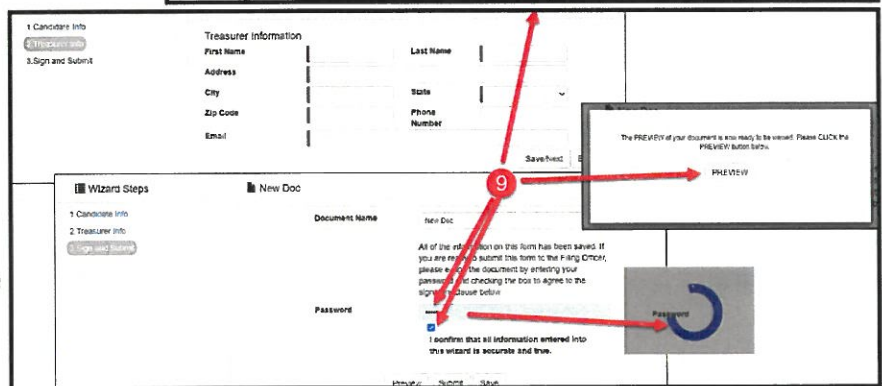 1 Candidate Info
2.Treasurer Info
3.Sign and Submit
Treasurer Information
First Name
Last Name
Address
City
State
Zip Code
Phone
Number
Email
Save/Next
New Doc
The PREVIEW of your document is now ready to be viewed. Please CLICK the
PREVIEW button below.
PREVIEW
9
Wizard Steps
New Doc
1 Candidate Info
2 Treasurer Info
3 Sign and Submit
Document Name
New Doc
All of the information on this form has been saved. If
you are ready to submit this form to the Filing Officer,
please e the document by entering your
password and checking the box to agree to the
signature clause below
Password
I confirm that all information entered into
this wizard is accurate and true.
Password
Preview
Submit
Save